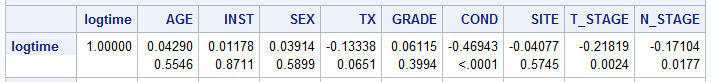 logtime AGE INST SEX TX GRADE COND SITE T_STAGE N_STAGE
logtime 1.00000 0.04290 0.01178 0.03914 -0.13338 0.06115 -0.46943 -0.04077 -0.21819 -0.17104
0.5546 0.8711 0.5899 0.0651 0.3994 <.0001 0.5745 0.0024 0.0177